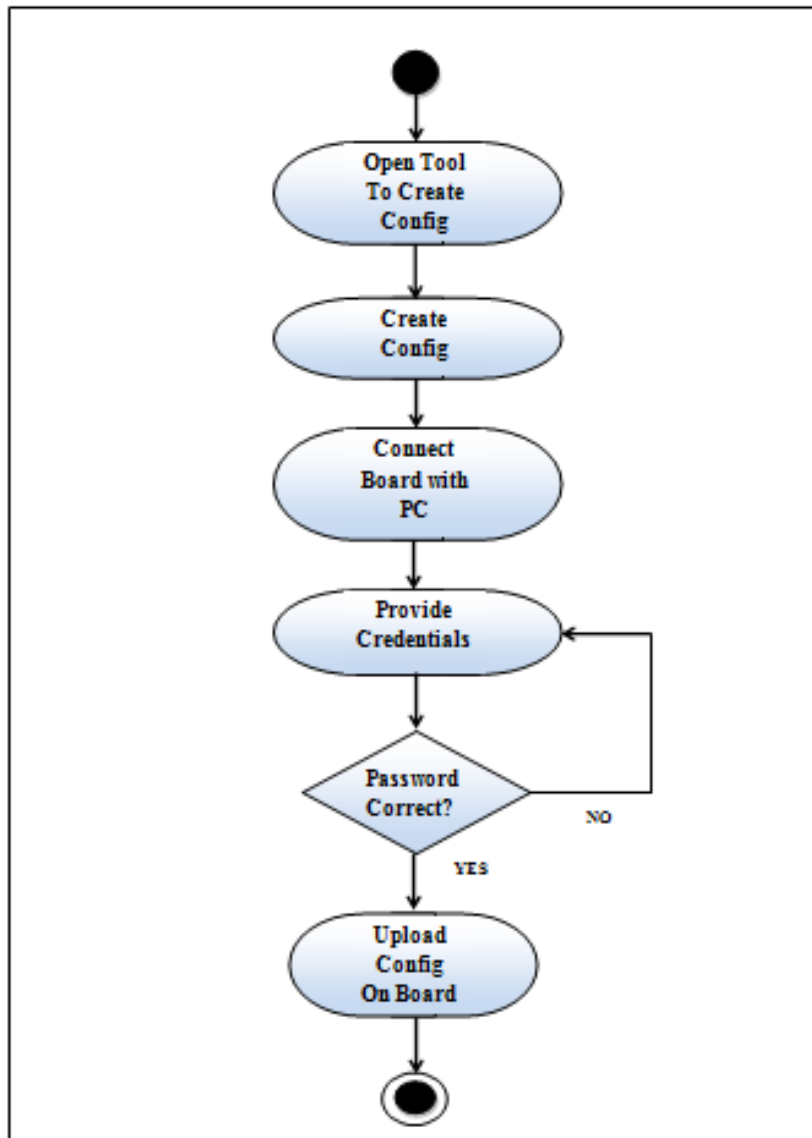 Open Tool
To Create
Config
Create
Config
Connect
Board with
PC
Provide
Credentials
Password
Correct?
NO
YES
Upload
Config
On Board